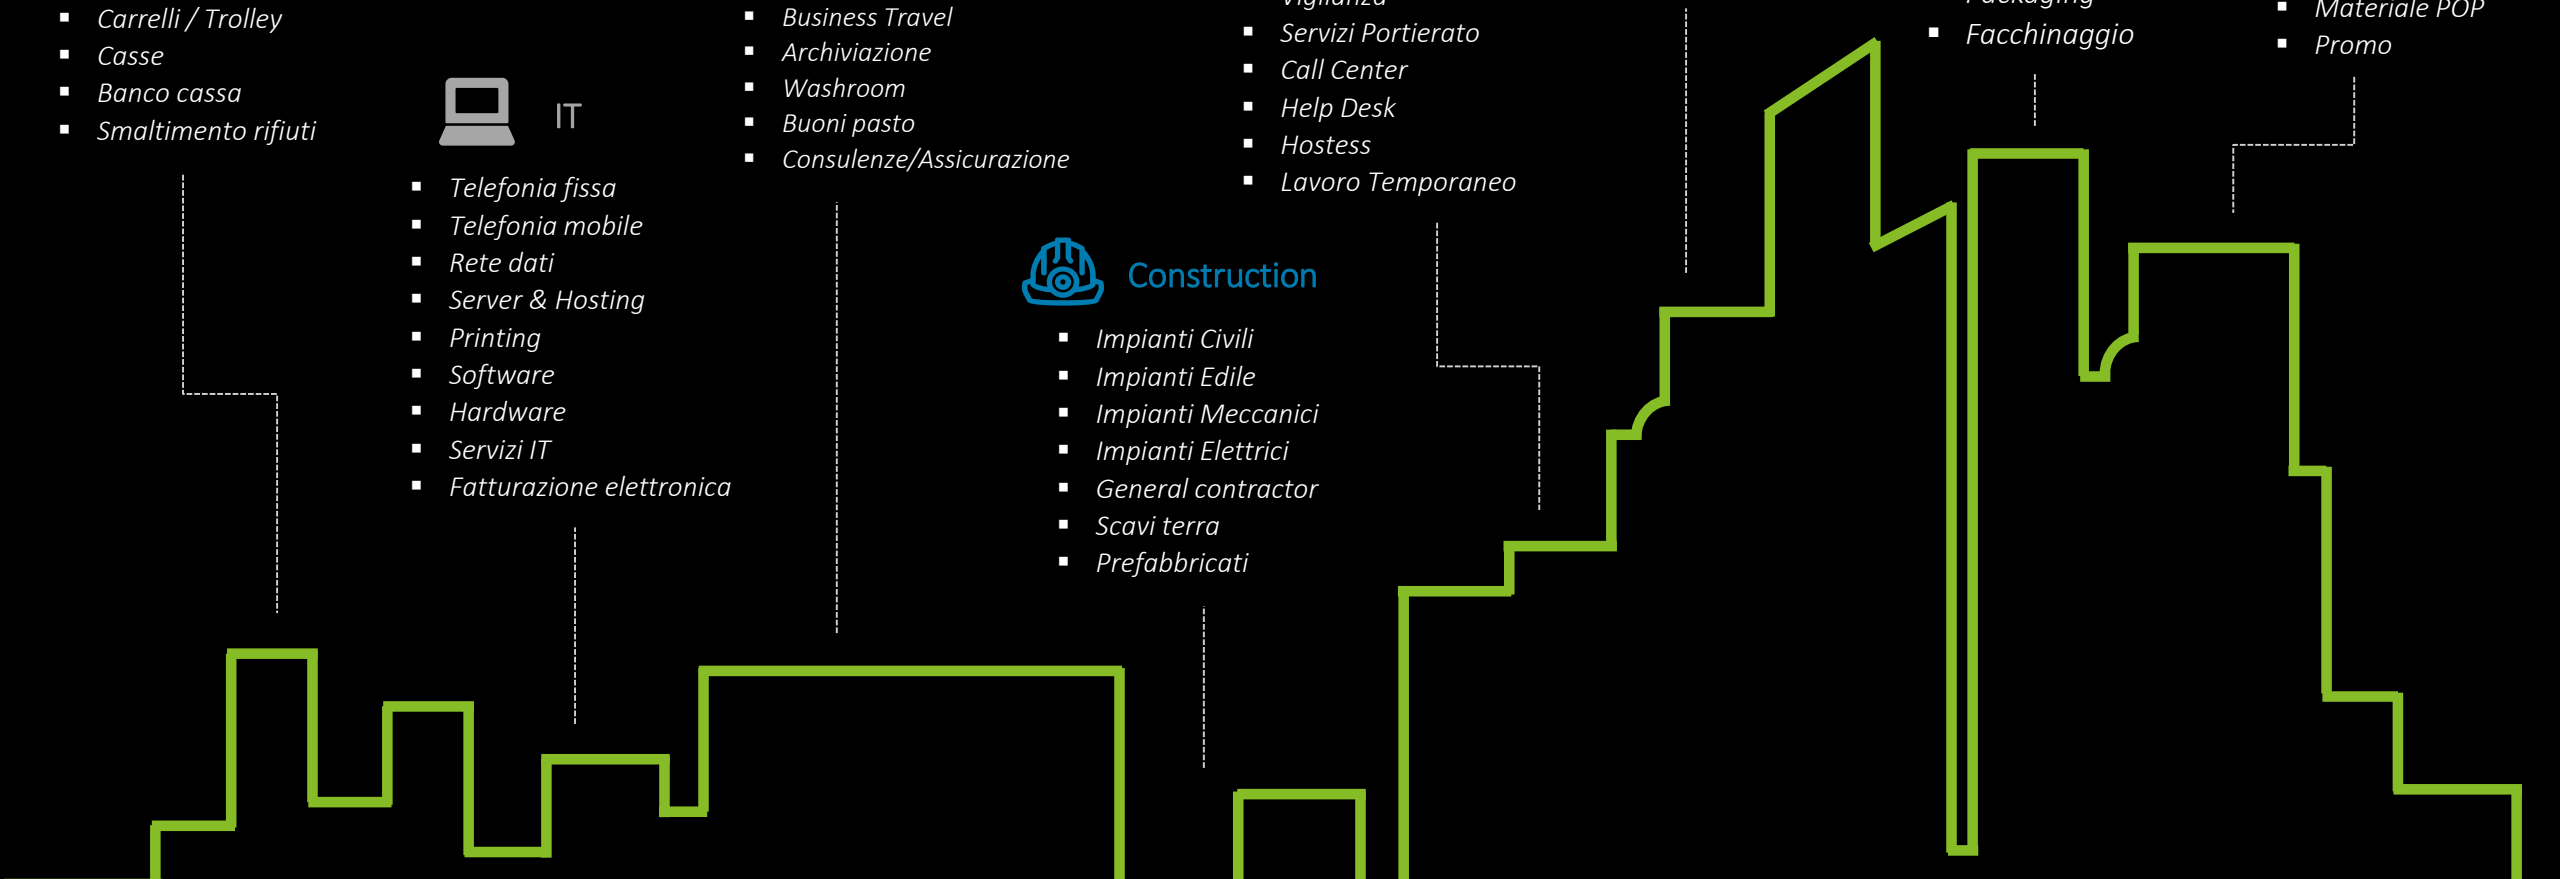 Carrelli / Trolley
Casse
Banco cassa
Smaltimento rifiuti
IT
Telefonia fissa
Telefonia mobile
Rete dati
Server & Hosting
Printing
Software
Hardware
Servizi IT
Fatturazione elettronica
Business Travel
Archiviazione
Washroom
Buoni pasto
Consulenze/Assicurazione
Construction
Impianti Civili
Impianti Edile
Impianti Meccanici
Impianti Elettrici
General contractor
Scavi terra
Prefabbricati
Vigilanza
Servizi Portierato
Call Center
Help Desk
Hostess
Lavoro Temporaneo
Packaging
Facchinaggio
Materiale POP
Promo